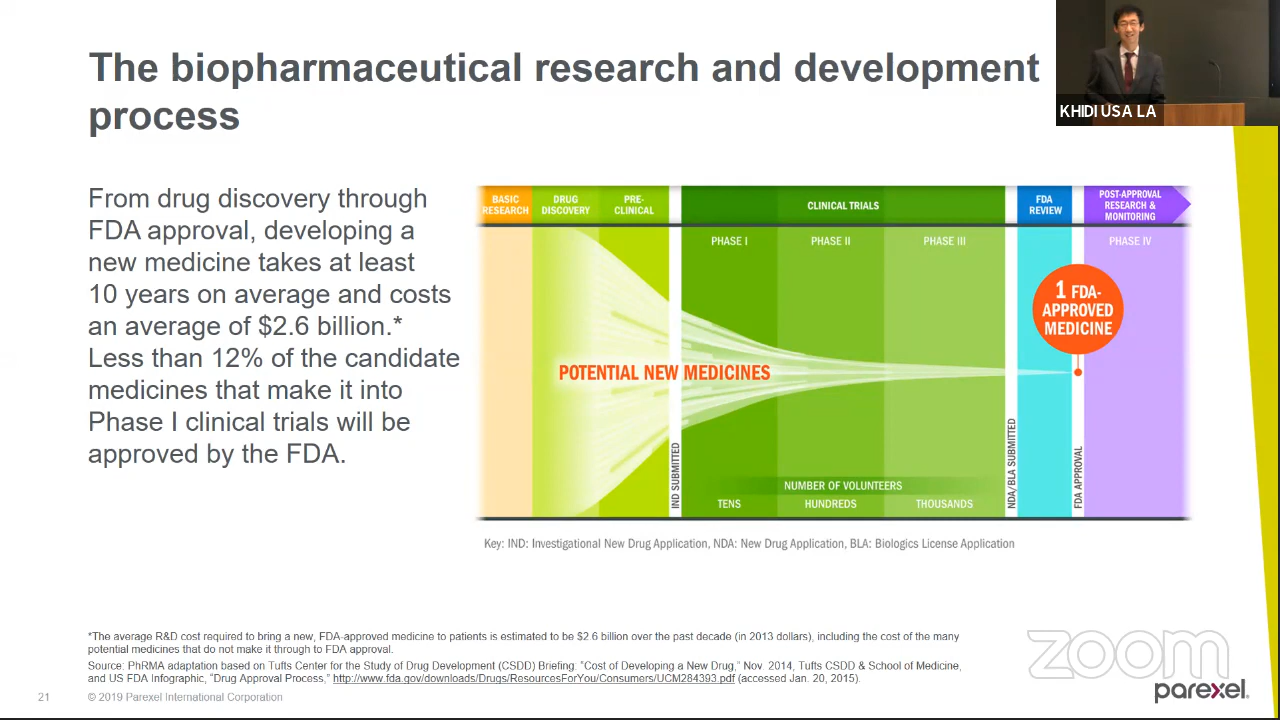 The biopharmaceutical research and development
process
KHIDI USA LA
From drug discovery through
FDA approval, developing a
new medicine takes at least
10 years on average and costs
an average of $2.6 billion.*
Less than 12% of the candidate
medicines that make it into
Phase I clinical trials will be
approved by the FDA.
BASIC
RESEARCH
DRUG
DISCOVERY
PRE-
CLINICAL
CLINICAL TRIALS
FDA
REVIEW
POST-APPROVAL
RESEARCH &
MONITORING
PHASE I
PHASE II
PHASE III
PHASE IV
1 FDA-
APPROVED
MEDICINE
POTENTIAL NEW MEDICINES
IND SUBMITTED
NDA/BLA SUBMITTED
FDA APPROVAL
NUMBER OF VOLUNTEERS
TENS
HUNDREDS
THOUSANDS
Key: IND: Investigational New Drug Application, NDA: New Drug Application, BLA: Biologics License Application
*The average R&D cost required to bring a new, FDA-approved medicine to patients is estimated to be $2.6 billion over the past decade (in 2013 dollars), including the cost of the many
potential medicines that do not make it through to FDA approval.
Source: PhRMA adaptation based on Tufts Center for the Study of Drug Development (CSDD) Briefing: "Cost of Developing a New Drug," Nov. 2014, Tufts CSDD & School of Medicine,
and US FDA Infographic, "Drug Approval Process," http://www.fda.gov/downloads/Drugs/ResourcesForYou/Consumers/UCM284393.pdf (accessed Jan. 20, 2015).
zoom
parexel.
21
© 2019 Parexel International Corporation